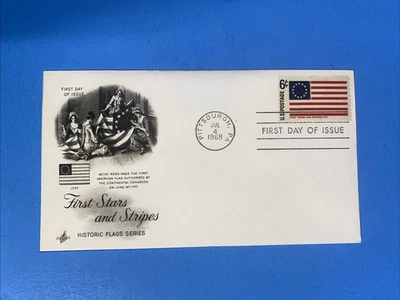 FIRST DAY
OF ISSUE
BETSY ROSS MADE THE FIRST
AMERICAN FLAG AUTHORIZED BY
THE CONTINENTAL CONGRESS
ON JUNE 14TH 1777
1777
First Stars
and Stripes
HISTORIC FLAGS SERIES
PITTSBURGH, PA
JUL
4
1968
FIRST DAY OF ISSUE
U.S. POSTAGE
6¢